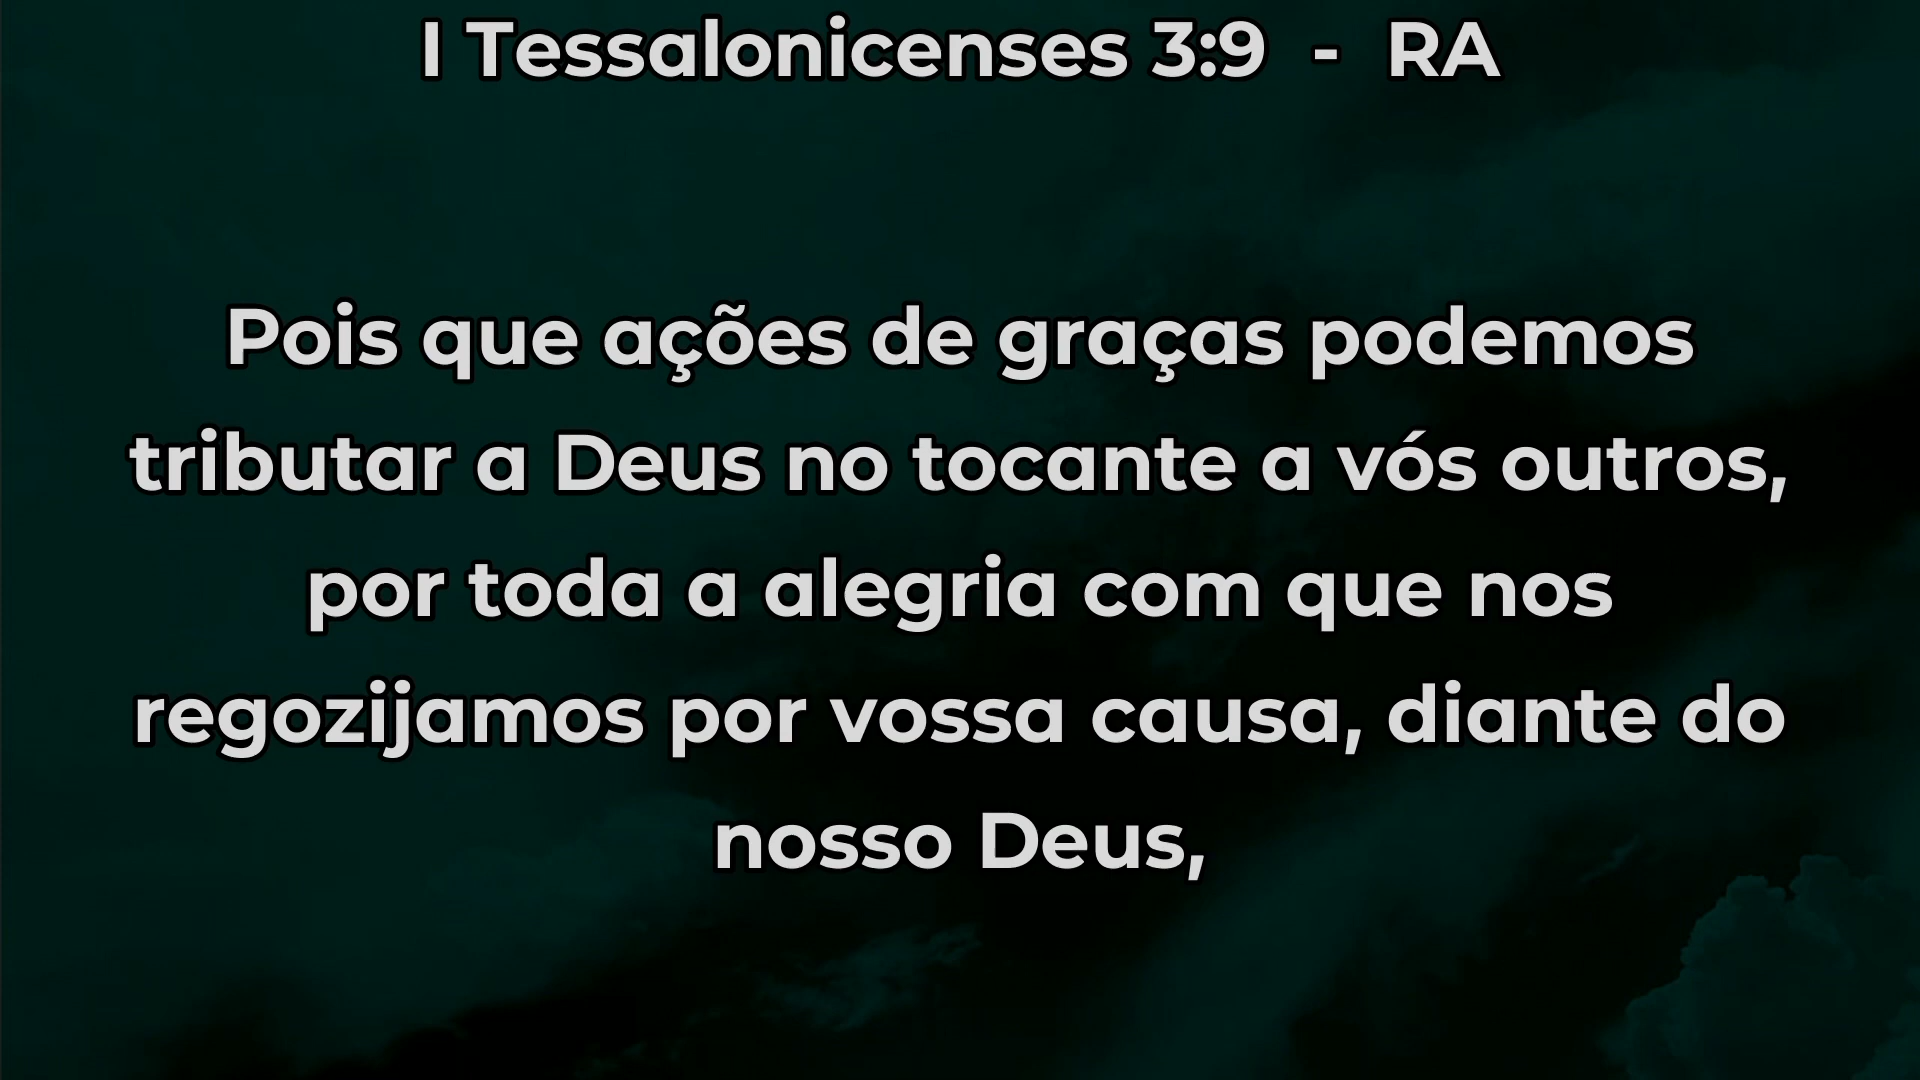 I Tessalonicenses 3:9 - RA
Pois que ações de graças podemos
tributar a Deus no tocante a vós outros,
por toda a alegria com que nos
regozijamos por vossa causa, diante do
nosso Deus,